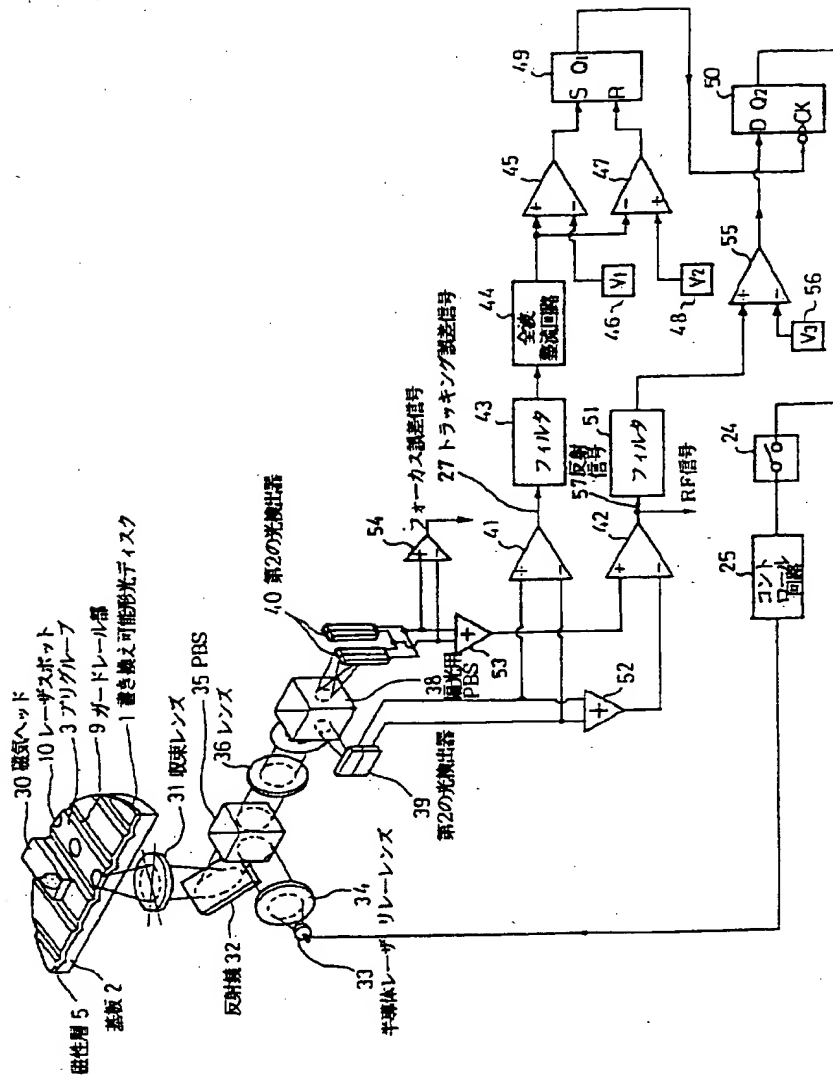 30 磁気ヘッド
10 レーザスポット
3 プリグルーブ
9 ガードレール部
1 書き換え可能形光ディスク
31 収束レンズ
35 PBS
36 レンズ
40 第2の光検出器
54
フォーカス誤差信号
27 トラッキング誤差信号
磁性層 5
基板 2
反射鏡 32
34
リレーレンズ
33
半導体レーザ
38
偏光用
PBS
39
第2の光検出器
53
52
41
42
43
フィルタ
44
全波
整流回路
57 反射
信号
51
フィルタ
RF信号
45
46
V1
47
48
V2
49
S
R
Q1
50
D
Q2
CK
55
56
V3
24
25
コント
ロール
回路
+
-
+
-
+
-
+
-
+
-
+
-
+
+